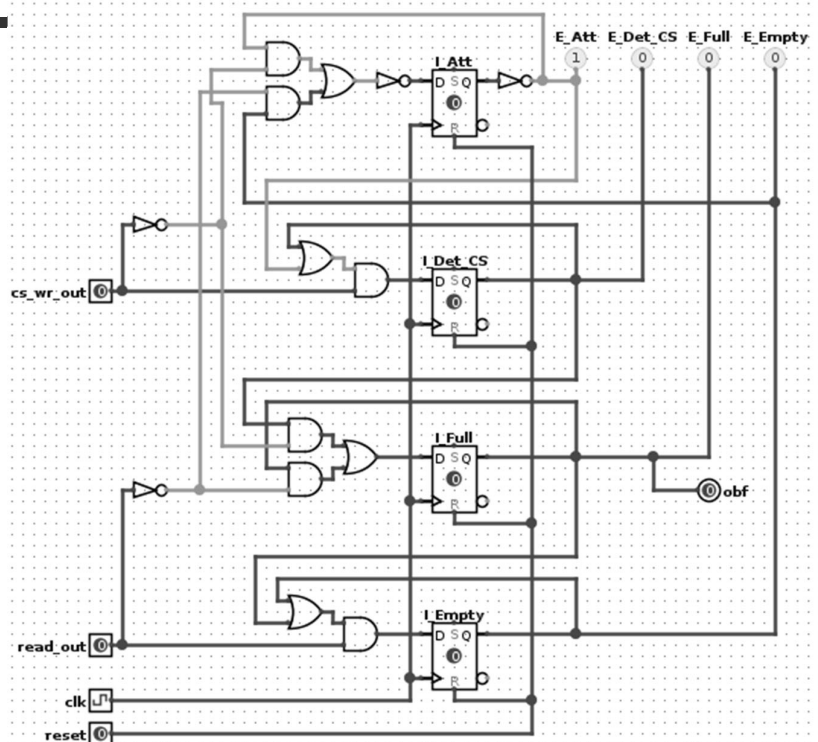 E_Att E_Det_CS E_Full E_Empty
1 0 0 0
I_Att
D S Q
0
R
cs_wr_out 0
I_Det_CS
D S Q
0
R
I_Full
D S Q
0
R
0 obf
I_Empty
D S Q
0
R
read_out 0
clk
reset 0